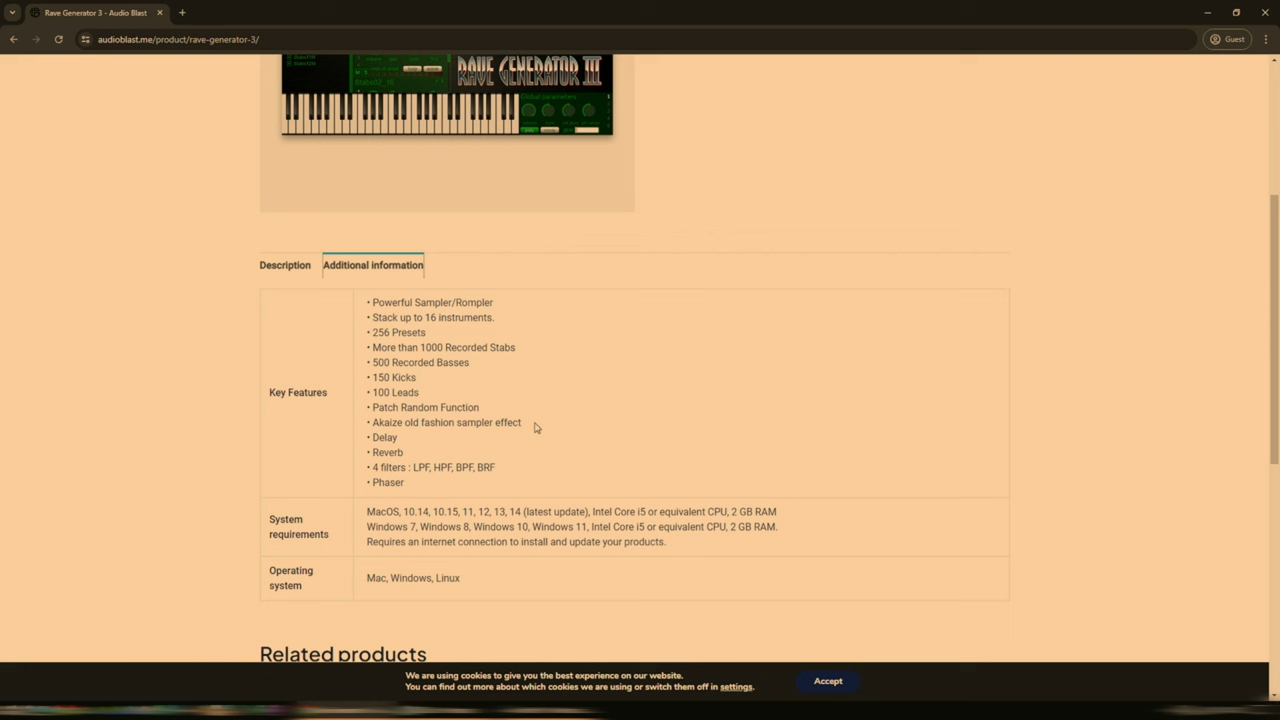 Rave Generator 3 - Audio Blast
audioblast.me/product/rave-generator-3/
Guest
RAVE GENERATOR III
Stabs02_16
Global parameters
Description
Additional information
Key Features
• Powerful Sampler/Rompler
• Stack up to 16 instruments.
• 256 Presets
• More than 1000 Recorded Stabs
• 500 Recorded Basses
• 150 Kicks
• 100 Leads
• Patch Random Function
• Akaize old fashion sampler effect
• Delay
• Reverb
• 4 filters : LPF, HPF, BPF, BRF
• Phaser
System
requirements
MacOS, 10.14, 10.15, 11, 12, 13, 14 (latest update), Intel Core i5 or equivalent CPU, 2 GB RAM
Windows 7, Windows 8, Windows 10, Windows 11, Intel Core i5 or equivalent CPU, 2 GB RAM.
Requires an internet connection to install and update your products.
Operating
system
Mac, Windows, Linux
Related products
We are using cookies to give you the best experience on our website.
You can find out more about which cookies we are using or switch them off in settings.
Accept